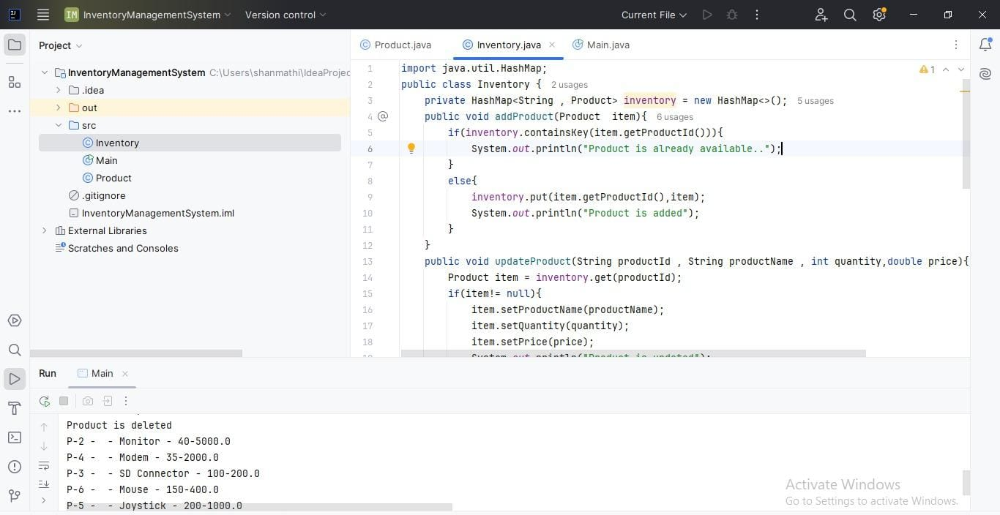 IM InventoryManagementSystem Version control Current File
Project
InventoryManagementSystem C:\Users\shanmathi\IdeaProjec
.idea
out
src
Inventory
Main
Product
.gitignore
InventoryManagementSystem.iml
External Libraries
Scratches and Consoles
Product.java Inventory.java Main.java
1 import java.util.HashMap;
2 public class Inventory { 2 usages
3 private HashMap<String , Product> inventory = new HashMap<>(); 5 usages
4 @ public void addProduct(Product  item){ 6 usages
5 if(inventory.containsKey(item.getProductId())){
6 System.out.println("Product is already available..");
7 }
8 else{
9 inventory.put(item.getProductId(),item);
10 System.out.println("Product is added");
11 }
12 }
13 public void updateProduct(String productId , String productName , int quantity,double price){
14 Product item = inventory.get(productId);
15 if(item!= null){
16 item.setProductName(productName);
17 item.setQuantity(quantity);
18 item.setPrice(price);
System.out.println("Product is updated");
1
Run Main
Product is deleted
P-2 -  - Monitor - 40-5000.0
P-4 -  - Modem - 35-2000.0
P-3 -  - SD Connector - 100-200.0
P-6 -  - Mouse - 150-400.0
P-5 -  - Joystick - 200-1000.0
Activate Windows
Go to Settings to activate Windows.